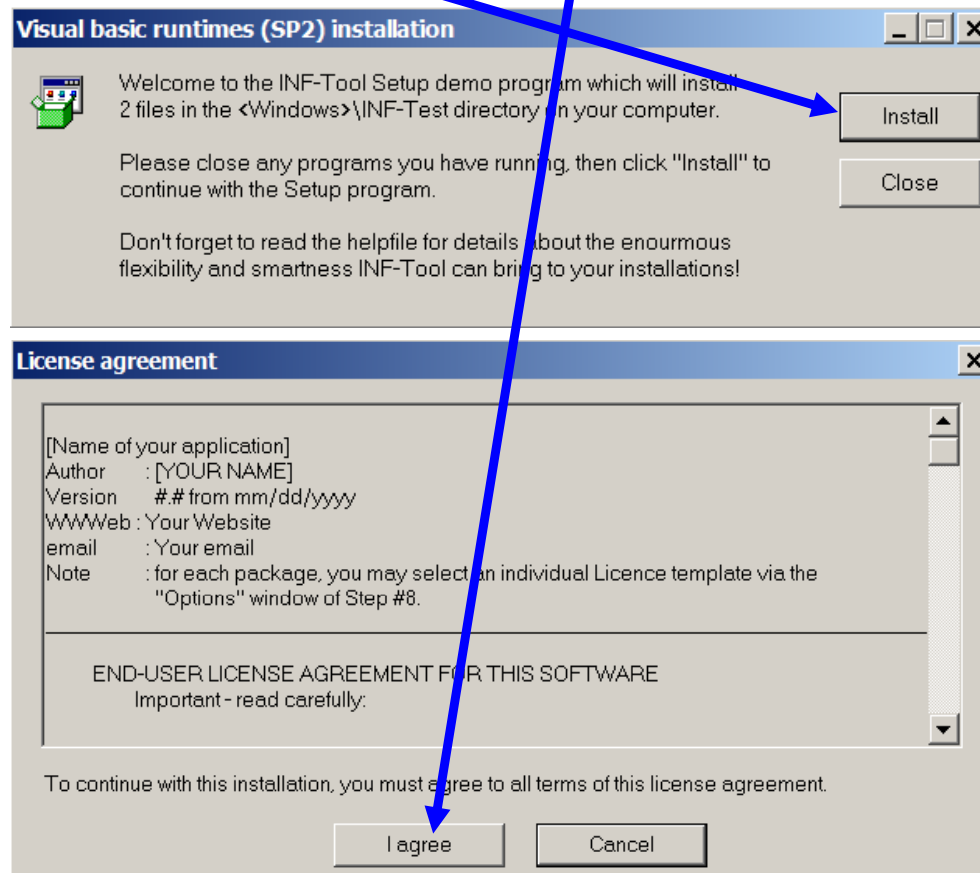 Visual basic runtimes (SP2) installation
Welcome to the INF-Tool Setup demo program which will install
2 files in the <Windows>\INF-Test directory on your computer.
Install
Please close any programs you have running, then click "Install" to
continue with the Setup program.
Close
Don't forget to read the helpfile for details about the enourmous
flexibility and smartness INF-Tool can bring to your installations!
License agreement
[Name of your application]
Author : [YOUR NAME]
Version #.# from mm/dd/yyyy
WWWeb : Your Website
email : Your email
Note : for each package, you may select an individual Licence template via the
"Options" window of Step #8.
END-USER LICENSE AGREEMENT FOR THIS SOFTWARE
Important - read carefully:
To continue with this installation, you must agree to all terms of this license agreement.
I agree
Cancel